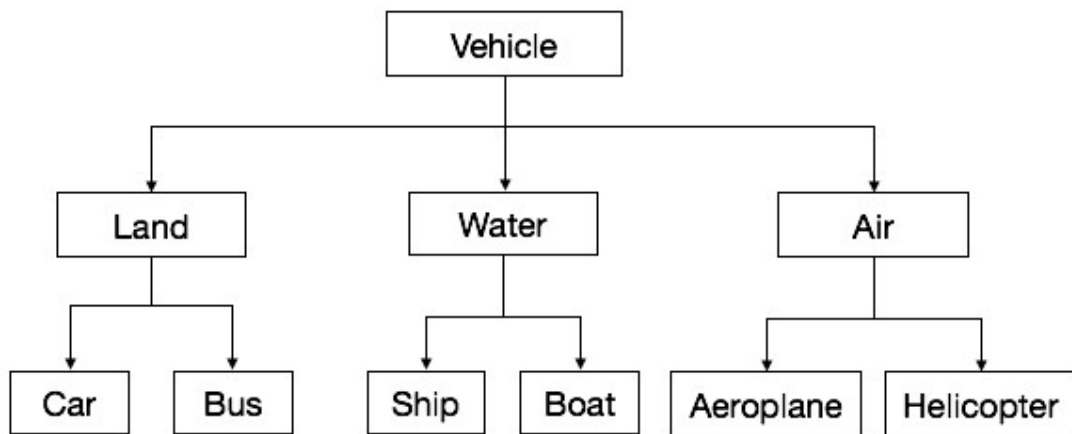 Vehicle
Land
Water
Air
Car
Bus
Ship
Boat
Aeroplane
Helicopter